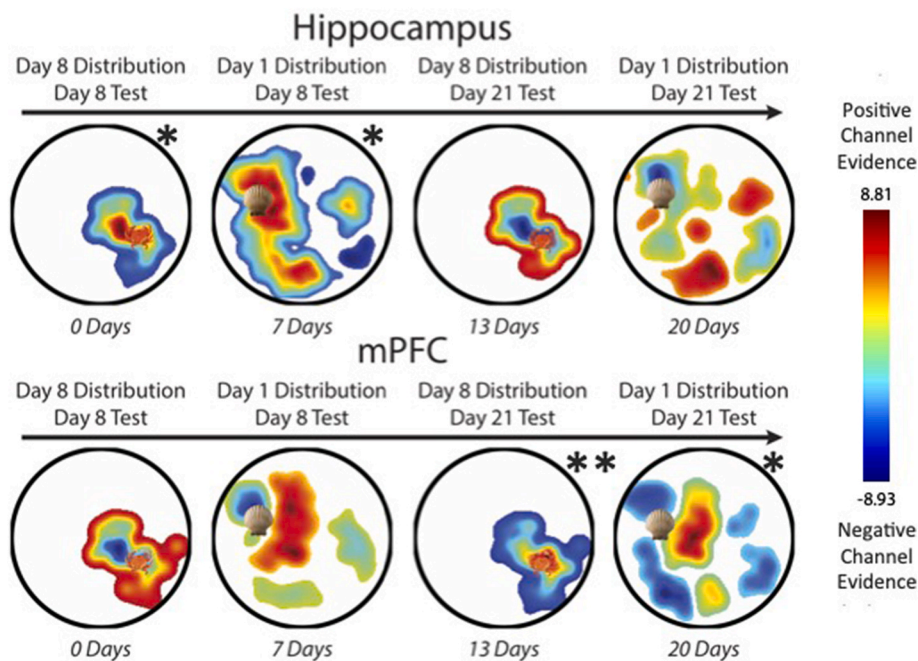 Hippocampus
Day 8 Distribution Day 1 Distribution Day 8 Distribution Day 1 Distribution
Day 8 Test Day 8 Test Day 21 Test Day 21 Test
* *
0 Days 7 Days 13 Days 20 Days
mPFC
Day 8 Distribution Day 1 Distribution Day 8 Distribution Day 1 Distribution
Day 8 Test Day 8 Test Day 21 Test Day 21 Test
** *
0 Days 7 Days 13 Days 20 Days
Positive
Channel
Evidence
8.81
-8.93
Negative
Channel
Evidence